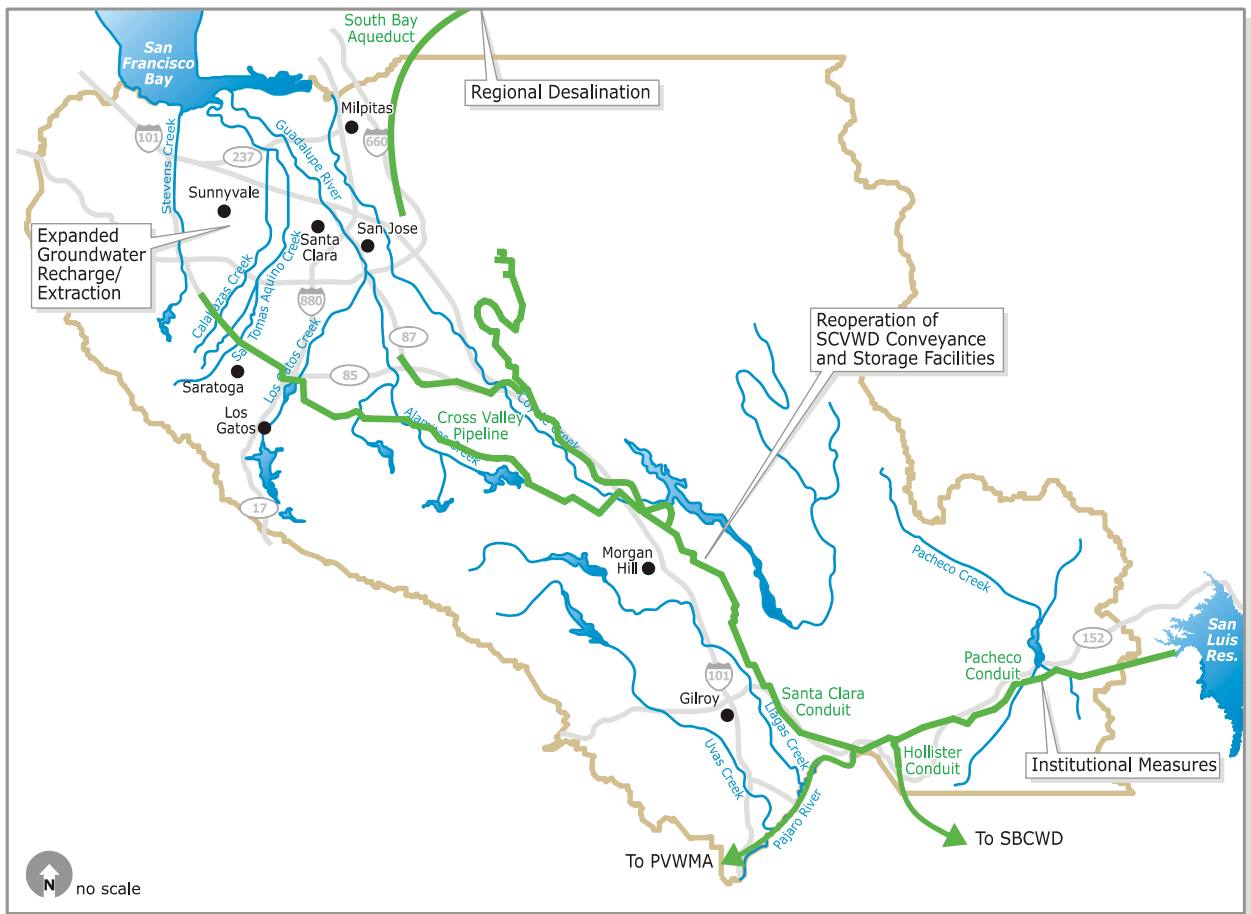 South Bay
Aqueduct
San
Francisco
Bay
Regional Desalination
Milpitas
101
660
237
Stevens Creek
Guadalupe River
Sunnyvale
Santa
Clara
San Jose
Expanded
Groundwater
Recharge/
Extraction
Calabazas Creek
Tomas Aquino Creek
880
Los Gatos Creek
87
Reoperation of
SCVWD Conveyance
and Storage Facilities
85
Saratoga
Los
Gatos
Coyote Creek
Cross Valley
Pipeline
Alamitos Creek
17
Morgan
Hill
Pacheco Creek
San
Luis
Res.
152
Pacheco
Conduit
101
Gilroy
Santa Clara
Conduit
Llagas Creek
Uvas Creek
Hollister
Conduit
Institutional Measures
Pajaro River
To SBCWD
To PVWMA
N
no scale